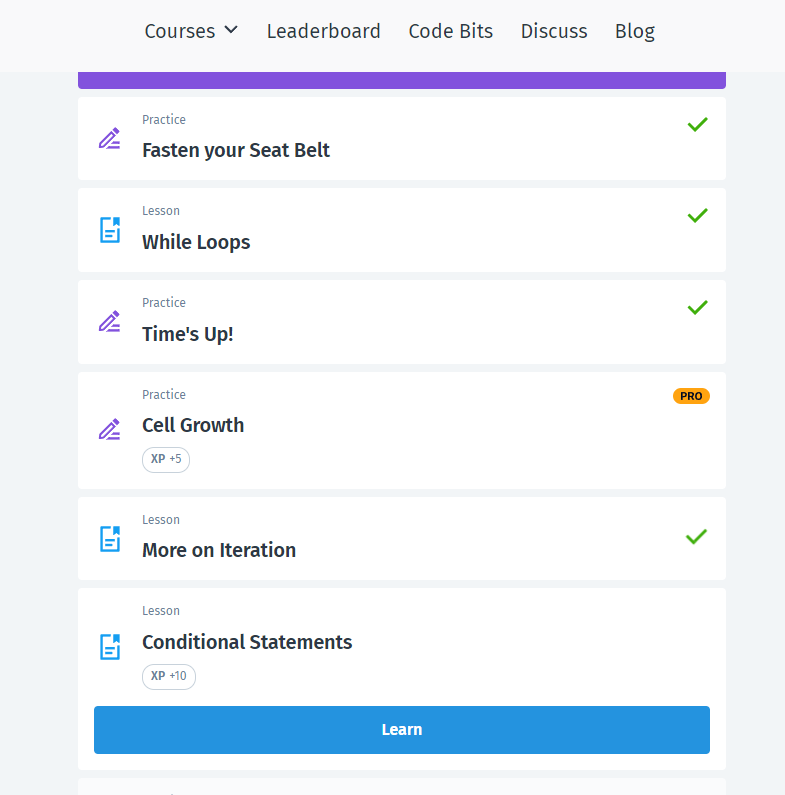 Courses Leaderboard Code Bits Discuss Blog
Practice
Fasten your Seat Belt
Lesson
While Loops
Practice
Time's Up!
Practice
PRO
Cell Growth
XP +5
Lesson
More on Iteration
Lesson
Conditional Statements
XP +10
Learn